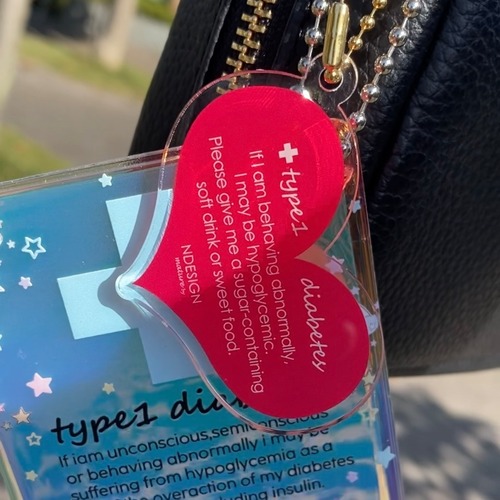 type1 diabetes
If I am behaving abnormally,
I may be hypoglycemic.
Please give me a sugar-containing
soft drink or sweet food.
NDESIGN
type1
If iam unconscious,semiconscious
or behaving abnormally i may be
suffering from hypoglycemia as a
overaction of my diabetes
insulin.